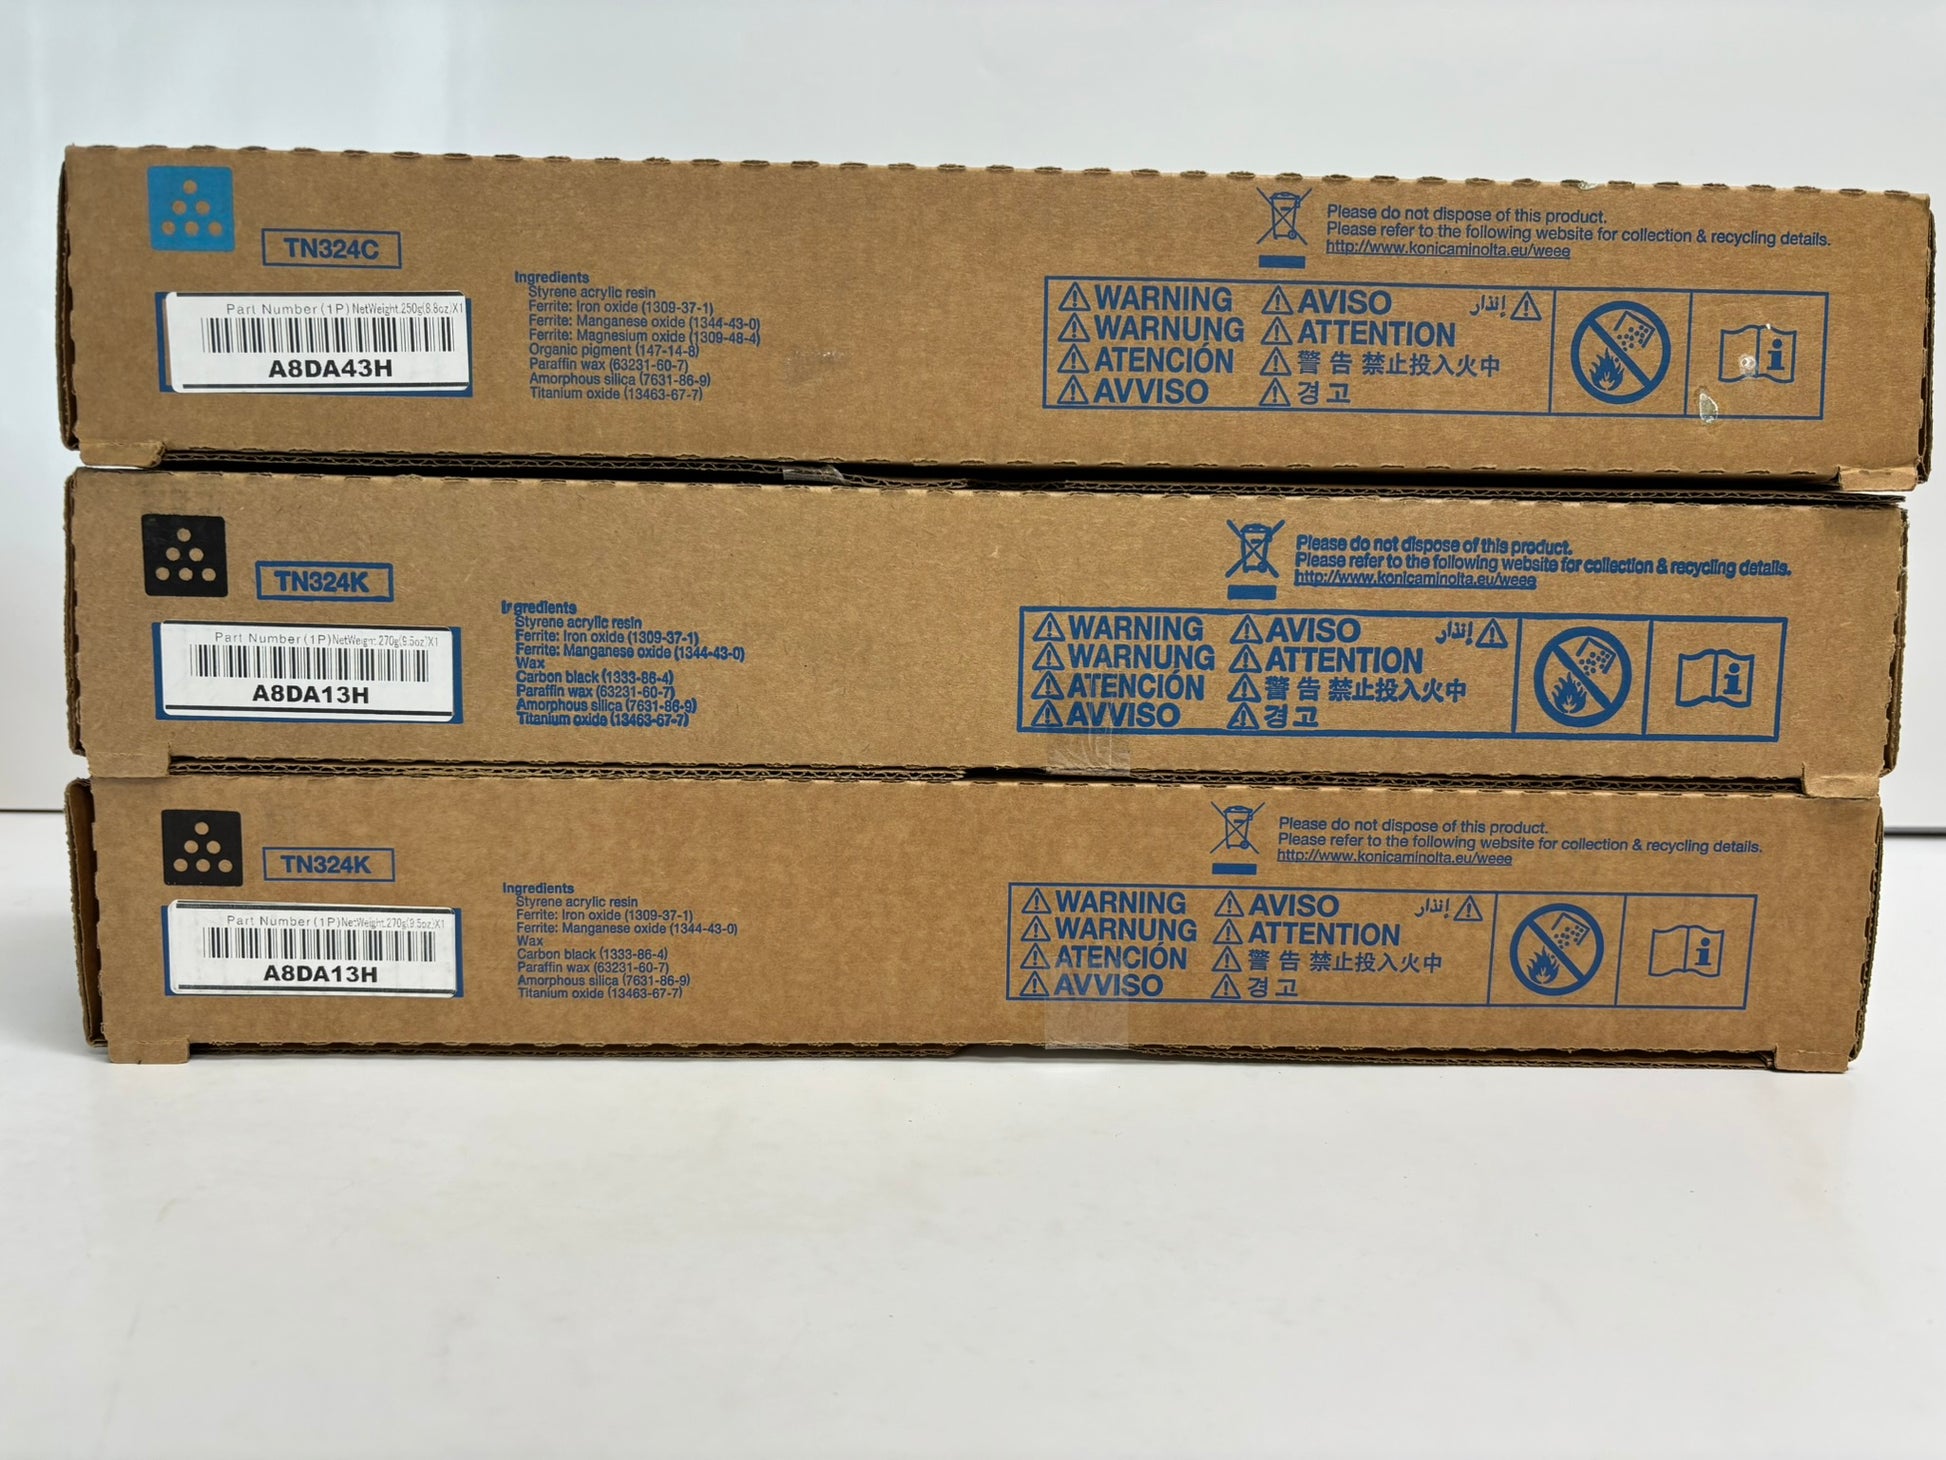 TN324C
Part Number (1P) NetWeight.250g(8.8oz)X1
A8DA43H
Ingredients
Styrene acrylic resin
Ferrite: Iron oxide (1309-37-1)
Ferrite: Manganese oxide (1344-43-0)
Ferrite: Magnesium oxide (1309-48-4)
Organic pigment (147-14-8)
Paraffin wax (63231-60-7)
Amorphous silica (7631-86-9)
Titanium oxide (13463-67-7)
Please do not dispose of this product.
Please refer to the following website for collection & recycling details.
http://www.konicaminolta.eu/weee
WARNING AVISO إنذار
WARNUNG ATTENTION
ATENCIÓN 警告 禁止投入火中
AVVISO 경고
TN324K
Part Number (1P) NetWeight.270g(9.5oz)X1
A8DA13H
Ingredients
Styrene acrylic resin
Ferrite: Iron oxide (1309-37-1)
Ferrite: Manganese oxide (1344-43-0)
Wax
Carbon black (1333-86-4)
Paraffin wax (63231-60-7)
Amorphous silica (7631-86-9)
Titanium oxide (13463-67-7)
Please do not dispose of this product.
Please refer to the following website for collection & recycling details.
http://www.konicaminolta.eu/weee
WARNING AVISO إنذار
WARNUNG ATTENTION
ATENCIÓN 警告 禁止投入火中
AVVISO 경고
TN324K
Part Number (1P) NetWeight.270g(9.5oz)X1
A8DA13H
Ingredients
Styrene acrylic resin
Ferrite: Iron oxide (1309-37-1)
Ferrite: Manganese oxide (1344-43-0)
Wax
Carbon black (1333-86-4)
Paraffin wax (63231-60-7)
Amorphous silica (7631-86-9)
Titanium oxide (13463-67-7)
Please do not dispose of this product.
Please refer to the following website for collection & recycling details.
http://www.konicaminolta.eu/weee
WARNING AVISO إنذار
WARNUNG ATTENTION
ATENCIÓN 警告 禁止投入火中
AVVISO 경고